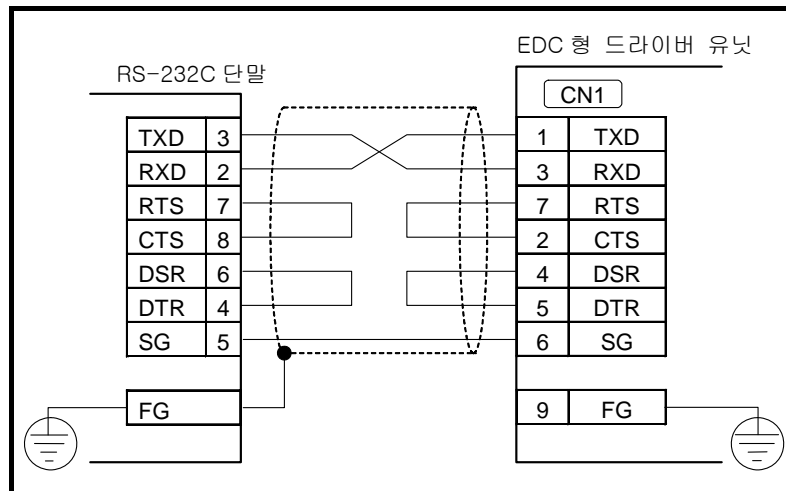 EDC 형 드라이버 유닛
RS-232C 단말
CN1
TXD 3 1 TXD
RXD 2 3 RXD
RTS 7 7 RTS
CTS 8 2 CTS
DSR 6 4 DSR
DTR 4 5 DTR
SG 5 6 SG
FG 9 FG